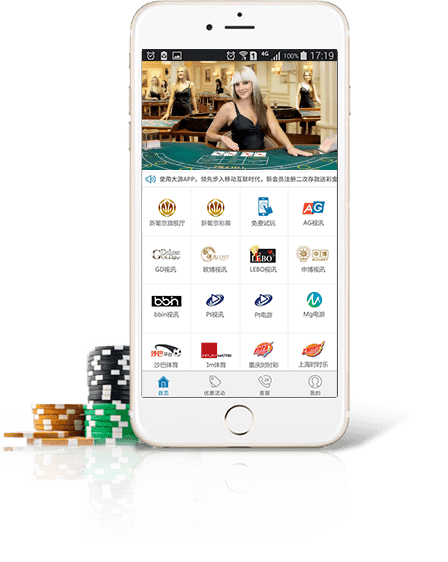 4G 100% 17:19
使用大游APP，领先步入移动互联时代，新会员注册二次存款送彩金
新葡京旗舰厅 新葡京彩票 免费试玩 AG视讯
GD视讯 欧博视讯 LEBO视讯 申博视讯
bbin视讯 Pt视讯 Pt电游 Mg电游
沙巴体育 Im体育 重庆时时彩 上海时时乐
首页 优惠活动 客服 我的